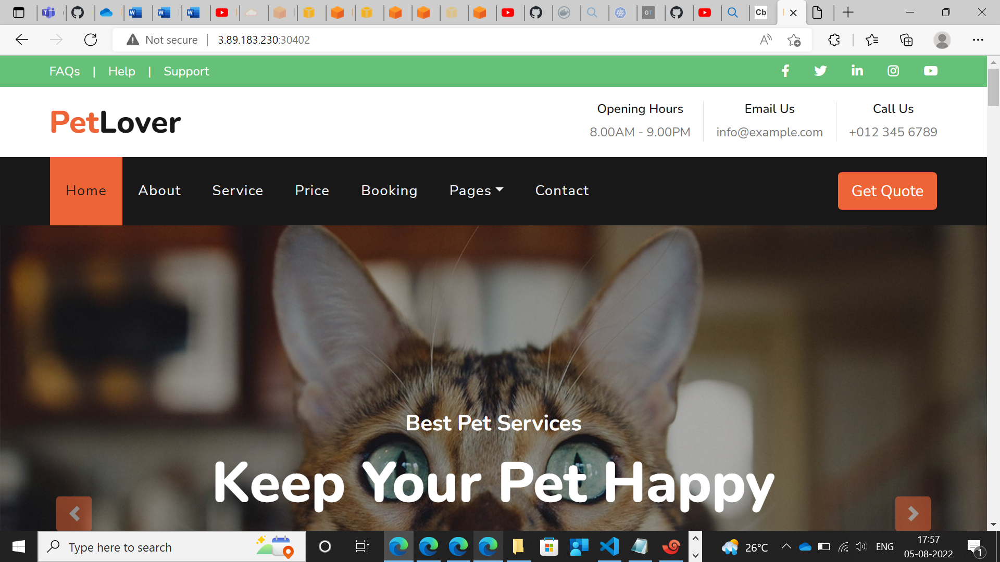 Not secure | 3.89.183.230:30402
FAQs | Help | Support
PetLover
Opening Hours
8.00AM - 9.00PM
Email Us
info@example.com
Call Us
+012 345 6789
Home About Service Price Booking Pages Contact
Get Quote
Best Pet Services
Keep Your Pet Happy
Type here to search
26°C
ENG
17:57
05-08-2022
1
Cb
GT